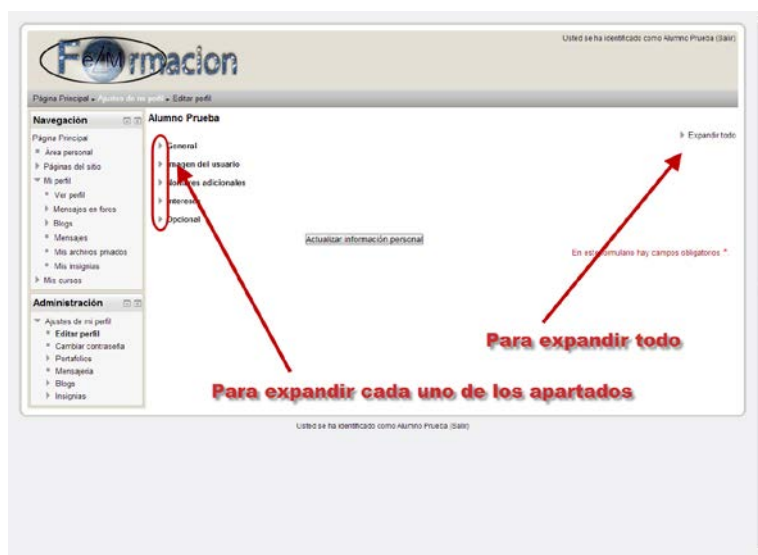 Usted se ha identificado como Alumno Prueba (Salir)
FeAMrmacion
Página Principal ▸ Ajustes de mi perfil ▸ Editar perfil
Navegación
Página Principal
Área personal
Páginas del sitio
Mi perfil
Ver perfil
Mensajes en foros
Blogs
Mensajes
Mis archivos privados
Mis insignias
Mis cursos
Administración
Ajustes de mi perfil
Editar perfil
Cambiar contraseña
Portafolios
Mensajería
Blogs
Insignias
Alumno Prueba
Expandir todo
General
Imagen del usuario
Nombres adicionales
Intereses
Opcional
Actualizar información personal
En este formulario hay campos obligatorios *.
Para expandir todo
Para expandir cada uno de los apartados
Usted se ha identificado como Alumno Prueba (Salir)